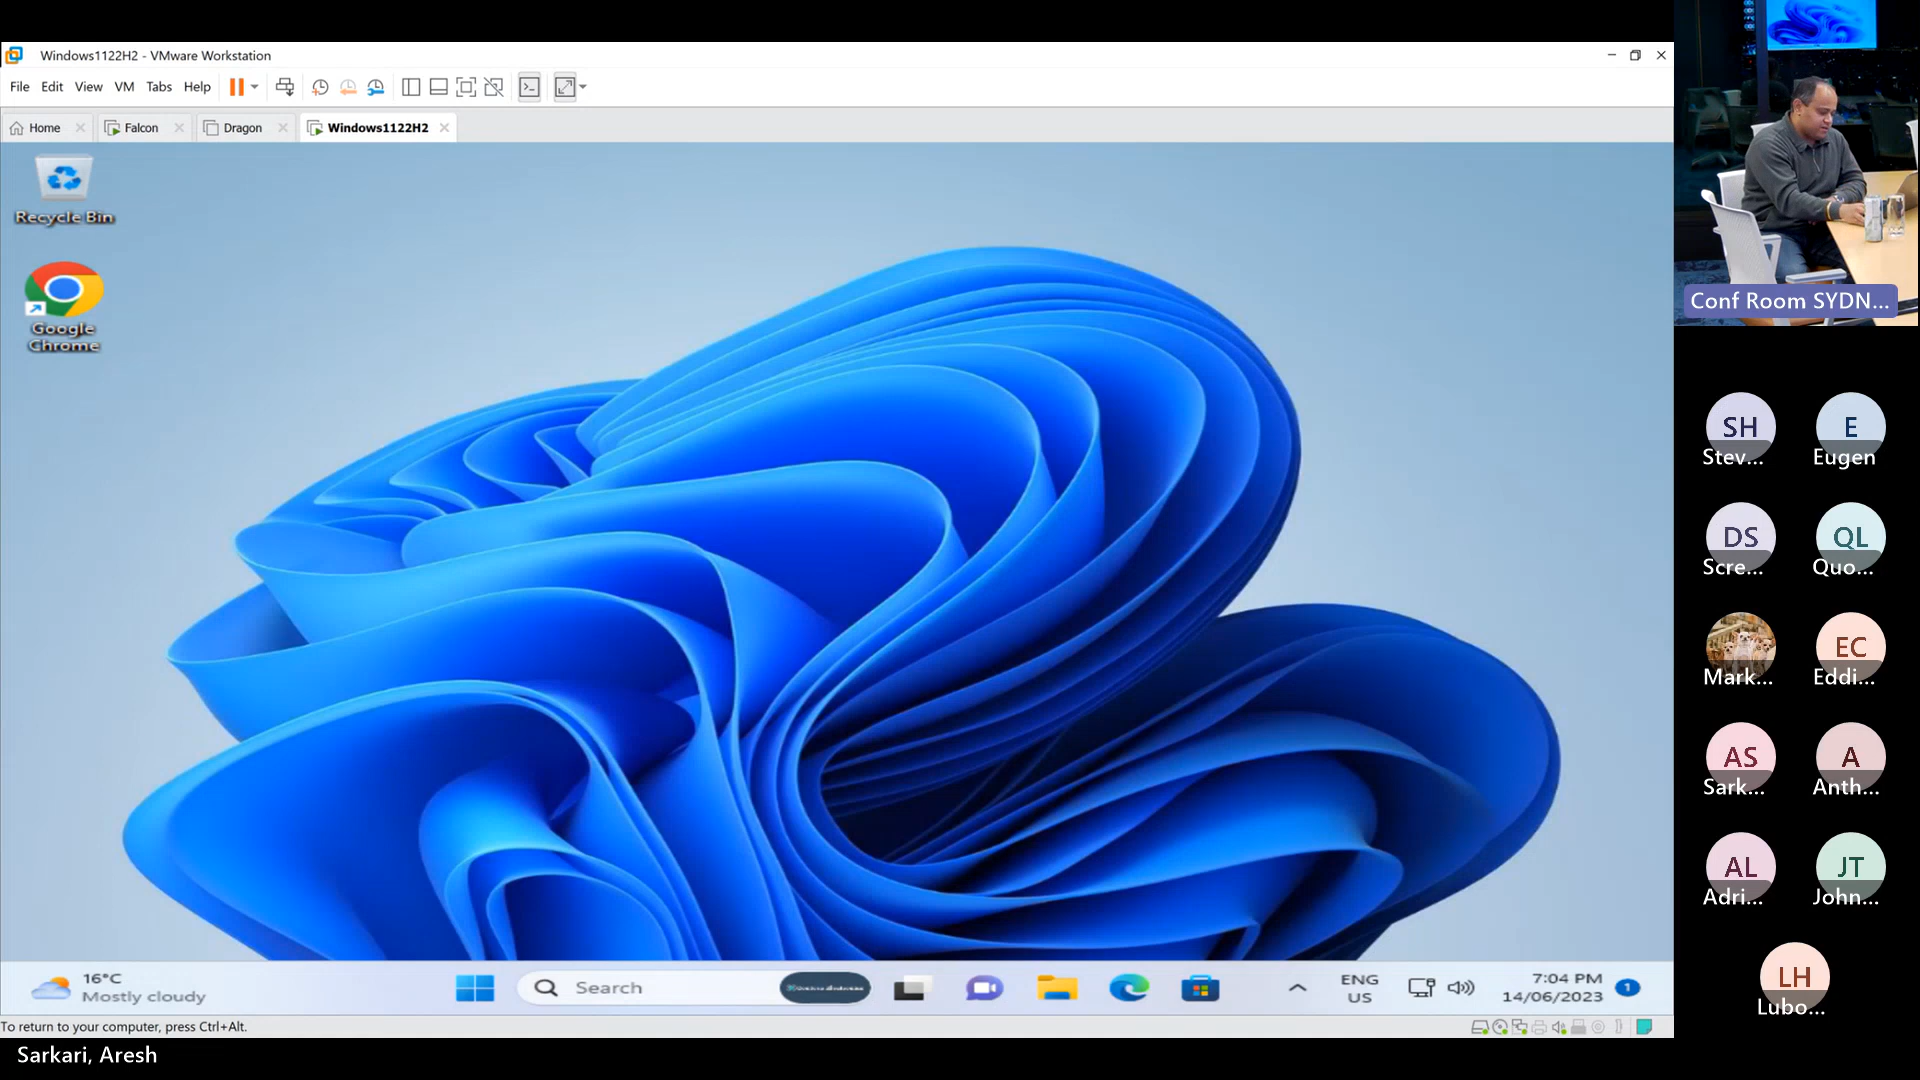 Windows1122H2 - VMware Workstation
File Edit View VM Tabs Help
Home Falcon Dragon Windows1122H2
Recycle Bin
Google
Chrome
16°C
Mostly cloudy
Search
ENG
US
7:04 PM
14/06/2023
1
To return to your computer, press Ctrl+Alt.
Sarkari, Aresh
Conf Room SYDN...
SH
Stev...
E
Eugen
DS
Scre...
QL
Quo...
Mark...
EC
Eddi...
AS
Sark...
A
Anth...
AL
Adri...
JT
John...
LH
Lubo...